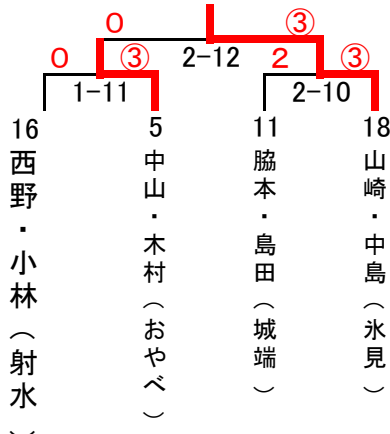 0 ③
0 ③ 2-12 2 ③
1-11 2-10
16 5 11 18
西野・小林（射水）
中山・木村（おやべ）
脇本・島田（城端）
山崎・中島（氷見）